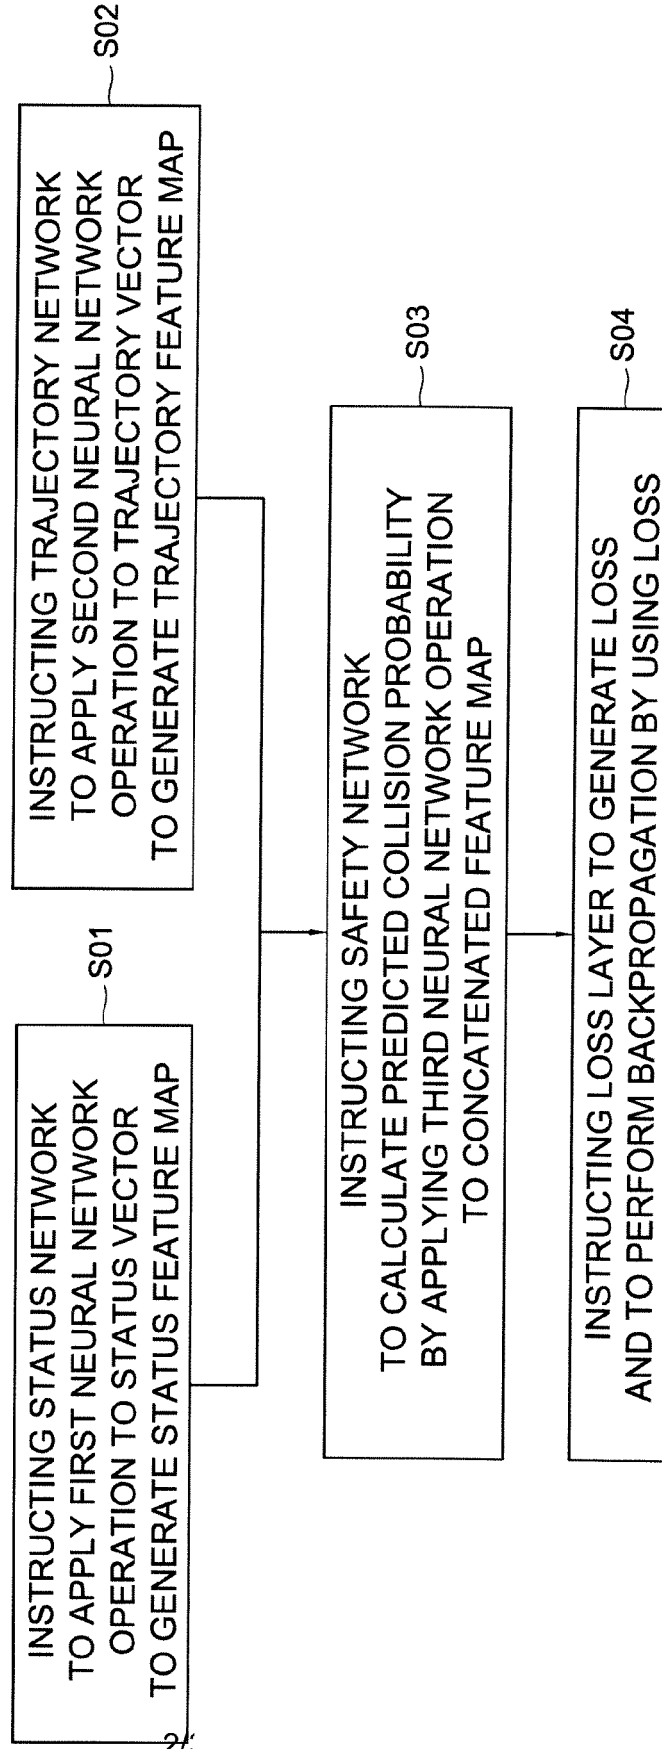 INSTRUCTING STATUS NETWORK
TO APPLY FIRST NEURAL NETWORK
OPERATION TO STATUS VECTOR
TO GENERATE STATUS FEATURE MAP
S01
INSTRUCTING TRAJECTORY NETWORK
TO APPLY SECOND NEURAL NETWORK
OPERATION TO TRAJECTORY VECTOR
TO GENERATE TRAJECTORY FEATURE MAP
S02
INSTRUCTING SAFETY NETWORK
TO CALCULATE PREDICTED COLLISION PROBABILITY
BY APPLYING THIRD NEURAL NETWORK OPERATION
TO CONCATENATED FEATURE MAP
S03
INSTRUCTING LOSS LAYER TO GENERATE LOSS
AND TO PERFORM BACKPROPAGATION BY USING LOSS
S04